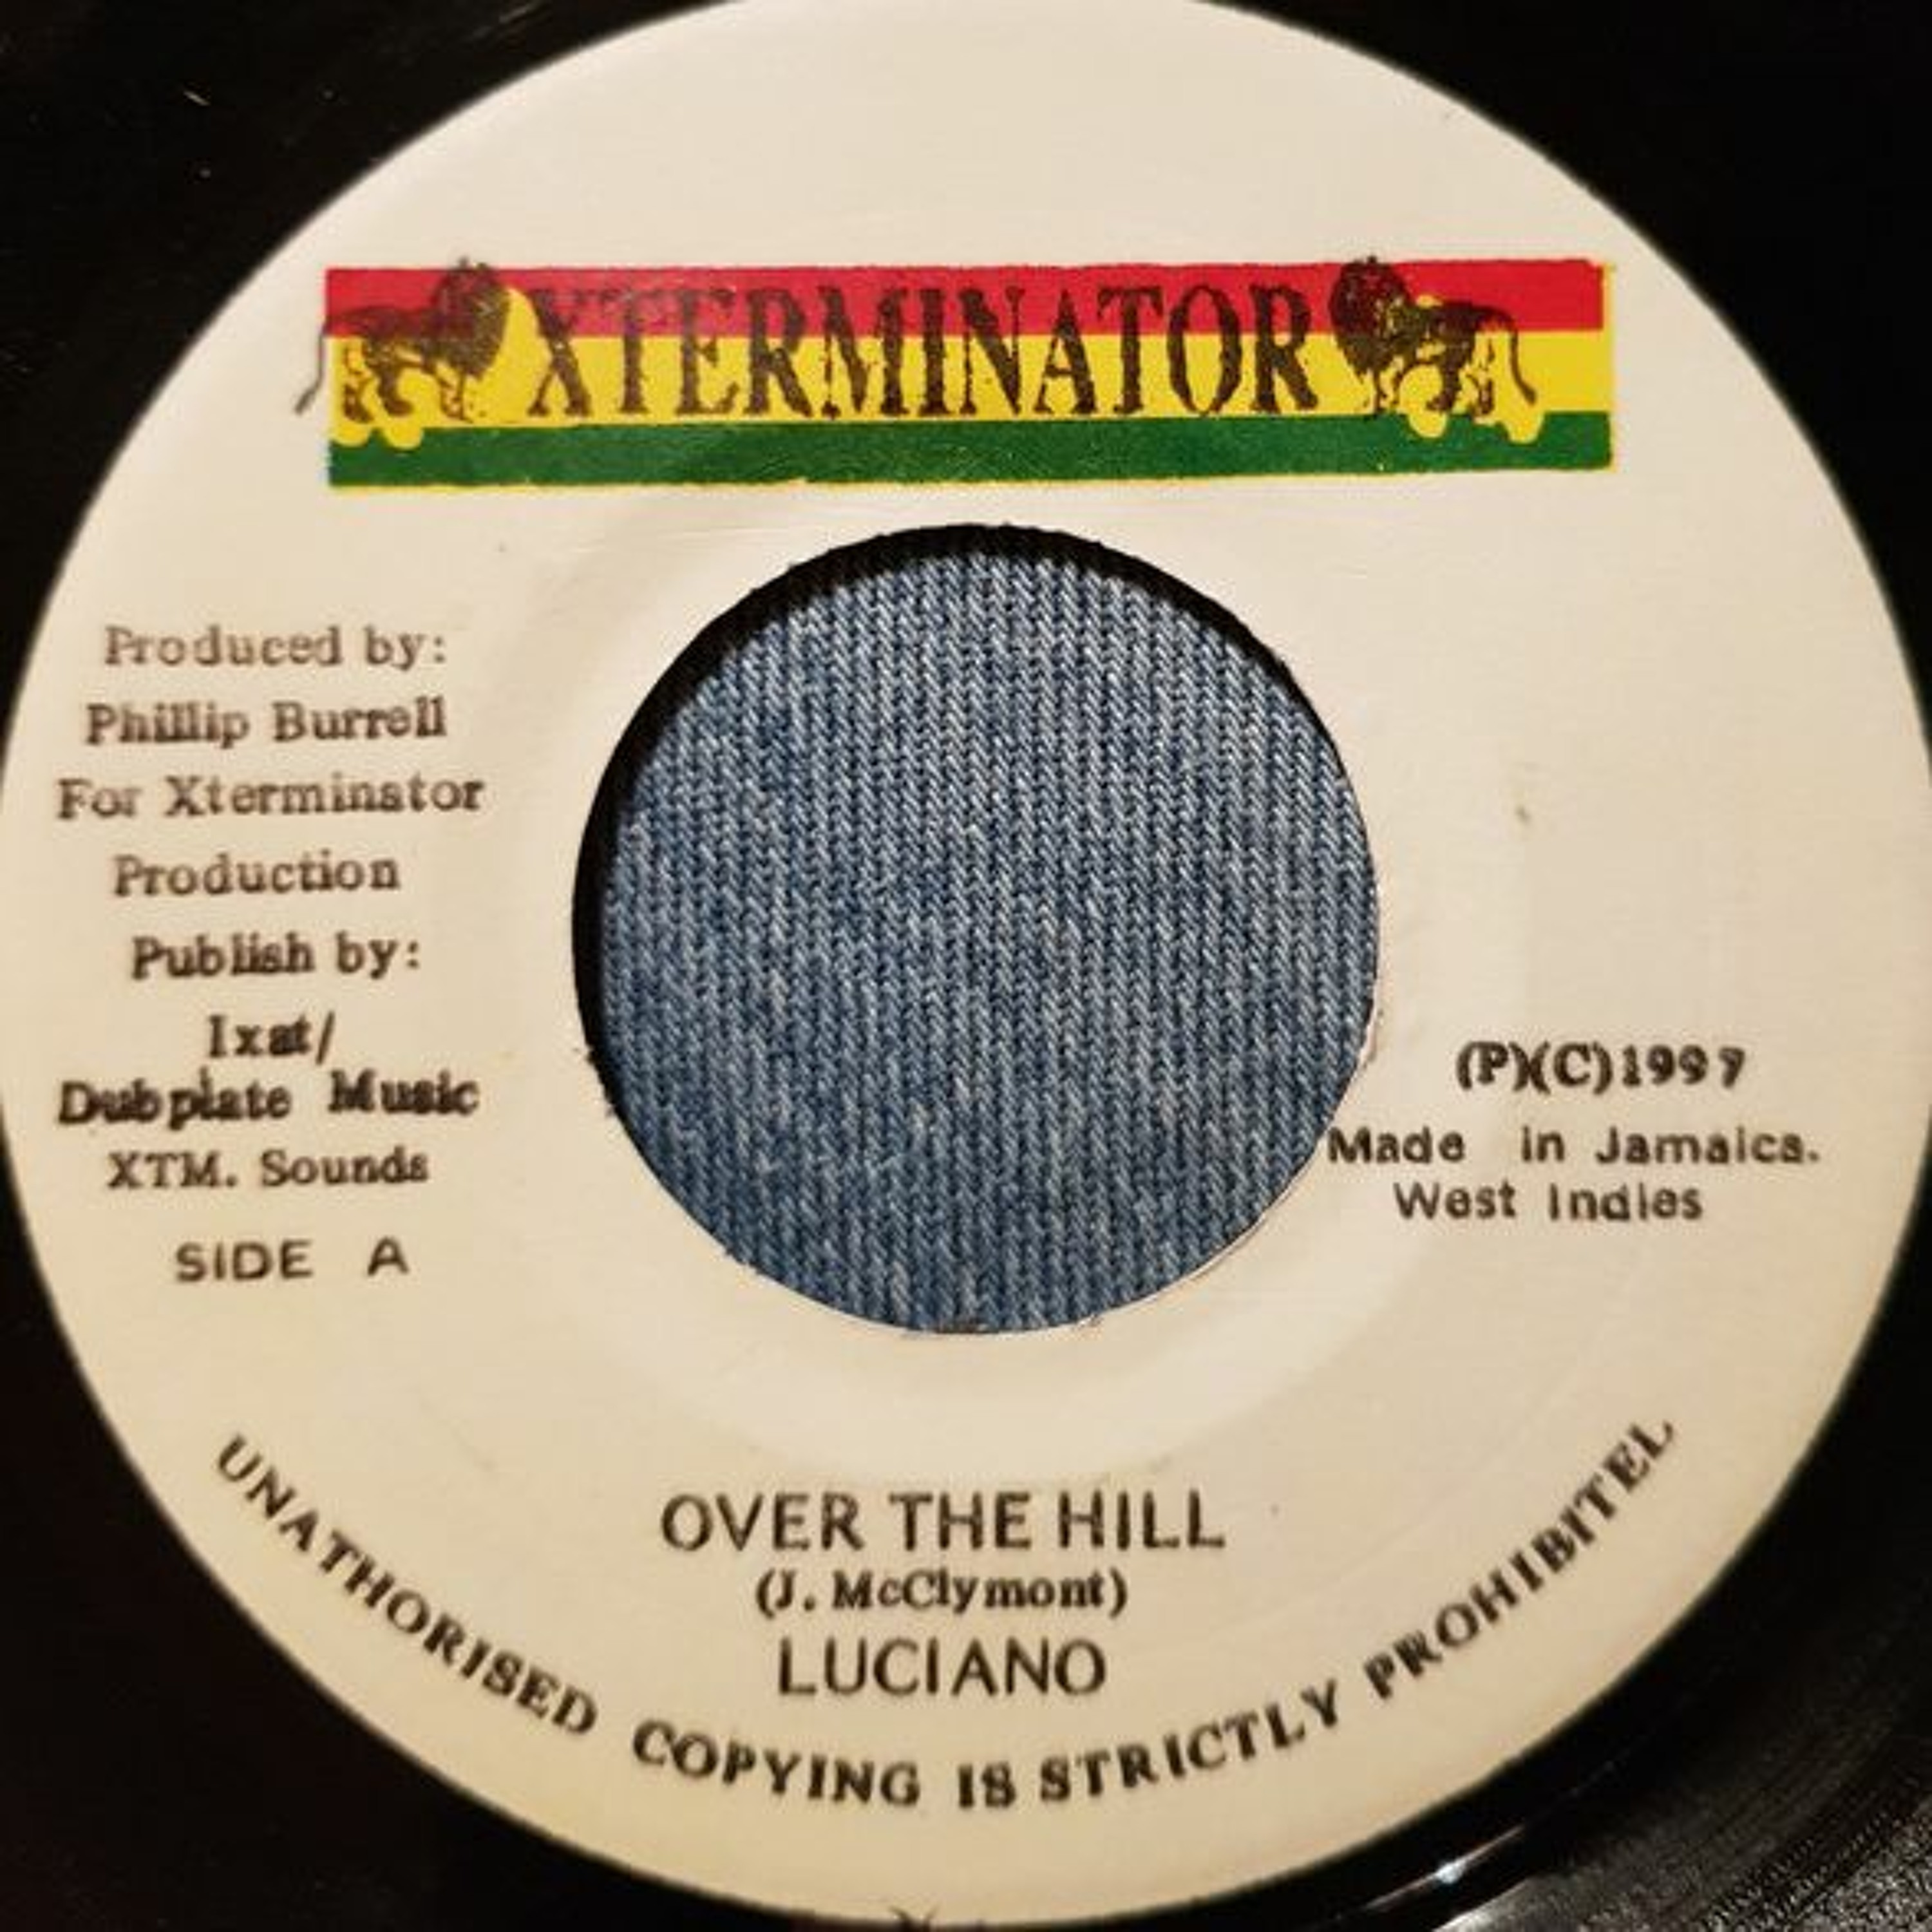 XTERMINATOR
Produced by:
Phillip Burrell
For Xterminator
Production
Publish by:
Ixat/
Dubplate Music
XTM. Sounds
SIDE A
(P)(C)1997
Made in Jamaica.
West Indies
OVER THE HILL
(J. McClymont)
LUCIANO
UNATHORISED COPYING IS STRICTLY PROHIBITEL